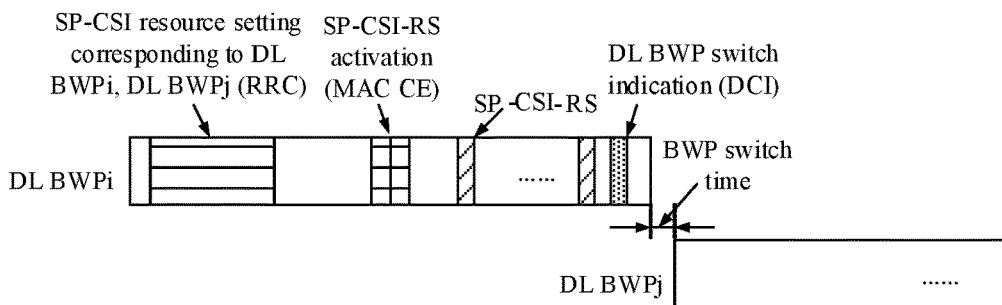 SP-CSI resource setting
corresponding to DL
BWPi, DL BWPj (RRC)
SP-CSI-RS
activation
(MAC CE)
DL BWP switch
indication (DCI)
SP -CSI-RS
BWP switch
time
DL BWPi
......
DL BWPj
......